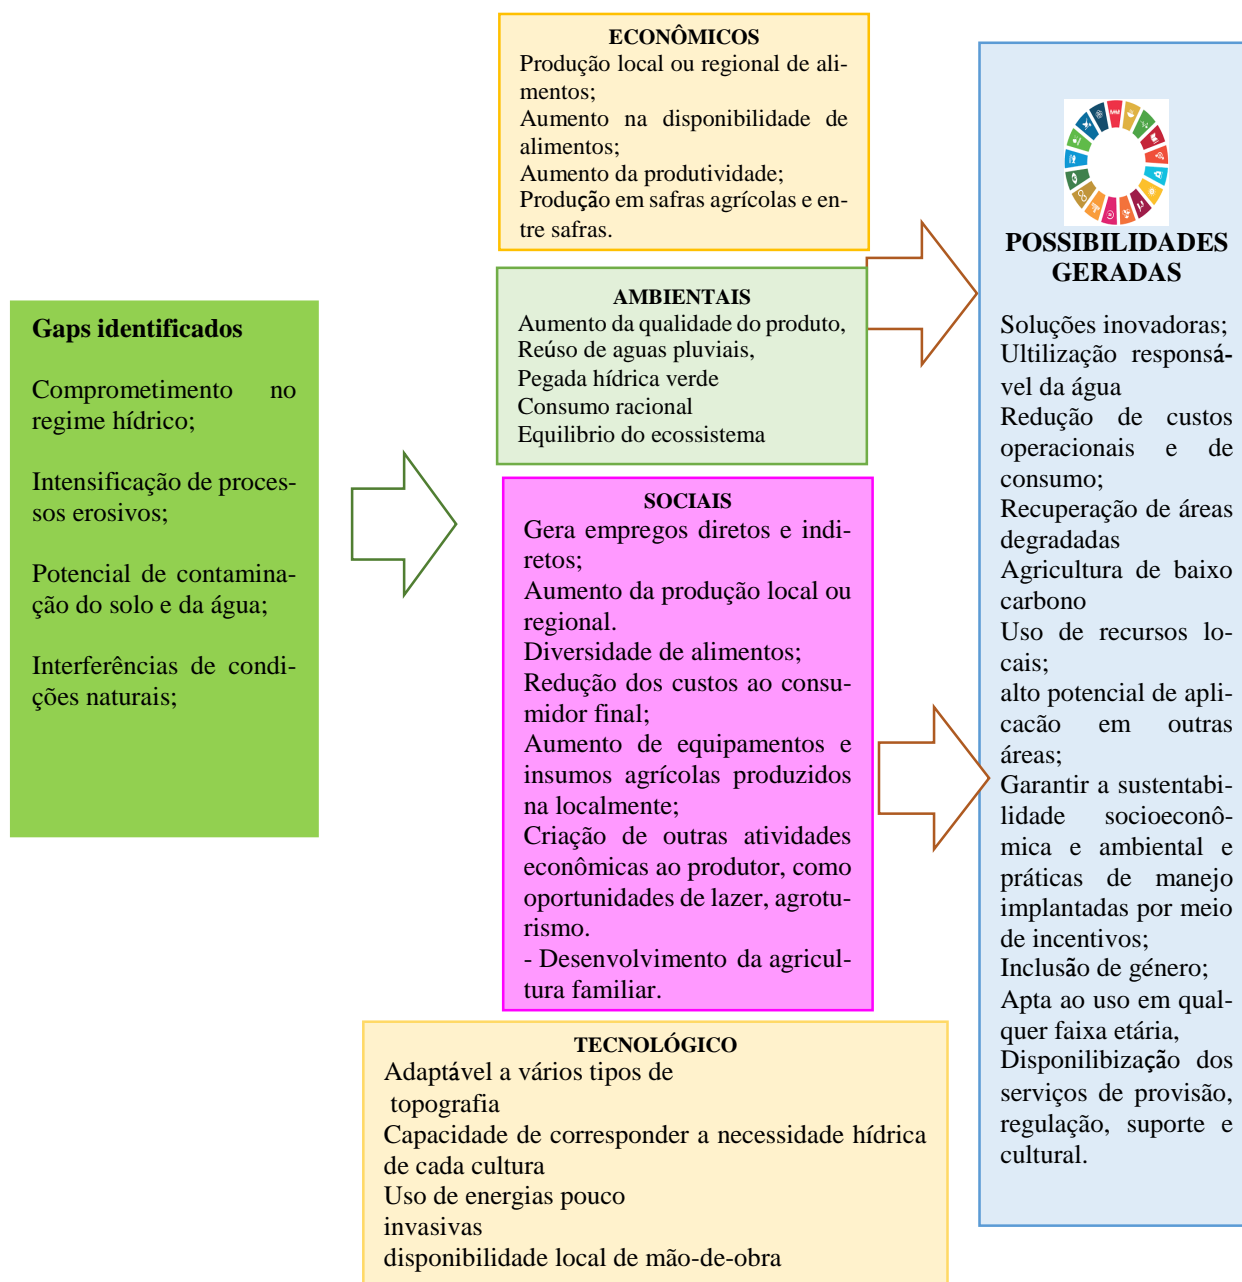 Gaps identificados
Comprometimento no
regime hídrico;
Intensificação de proces-
sos erosivos;
Potencial de contamina-
ção do solo e da água;
Interferências de condi-
ções naturais;
ECONÔMICOS
Produção local ou regional de ali-
mentos;
Aumento na disponibilidade de
alimentos;
Aumento da produtividade;
Produção em safras agrícolas e en-
tre safras.
AMBIENTAIS
Aumento da qualidade do produto,
Reúso de aguas pluviais,
Pegada hídrica verde
Consumo racional
Equilibrio do ecossistema
SOCIAIS
Gera empregos diretos e indi-
retos;
Aumento da produção local ou
regional.
Diversidade de alimentos;
Redução dos custos ao consu-
midor final;
Aumento de equipamentos e
insumos agrícolas produzidos
na localmente;
Criação de outras atividades
econômicas ao produtor, como
oportunidades de lazer, agrotu-
rismo.
- Desenvolvimento da agricul-
tura familiar.
TECNOLÓGICO
Adaptável a vários tipos de
topografia
Capacidade de corresponder a necessidade hídrica
de cada cultura
Uso de energias pouco
invasivas
disponibilidade local de mão-de-obra
POSSIBILIDADES
GERADAS
Soluções inovadoras;
Ultilização responsá-
vel da água
Redução de custos
operacionais e de
consumo;
Recuperação de áreas
degradadas
Agricultura de baixo
carbono
Uso de recursos lo-
cais;
alto potencial de apli-
cacão em outras
áreas;
Garantir a sustentabi-
lidade socioeconô-
mica e ambiental e
práticas de manejo
implantadas por meio
de incentivos;
Inclusão de género;
Apta ao uso em qual-
quer faixa etária,
Disponilibização dos
serviços de provisão,
regulação, suporte e
cultural.